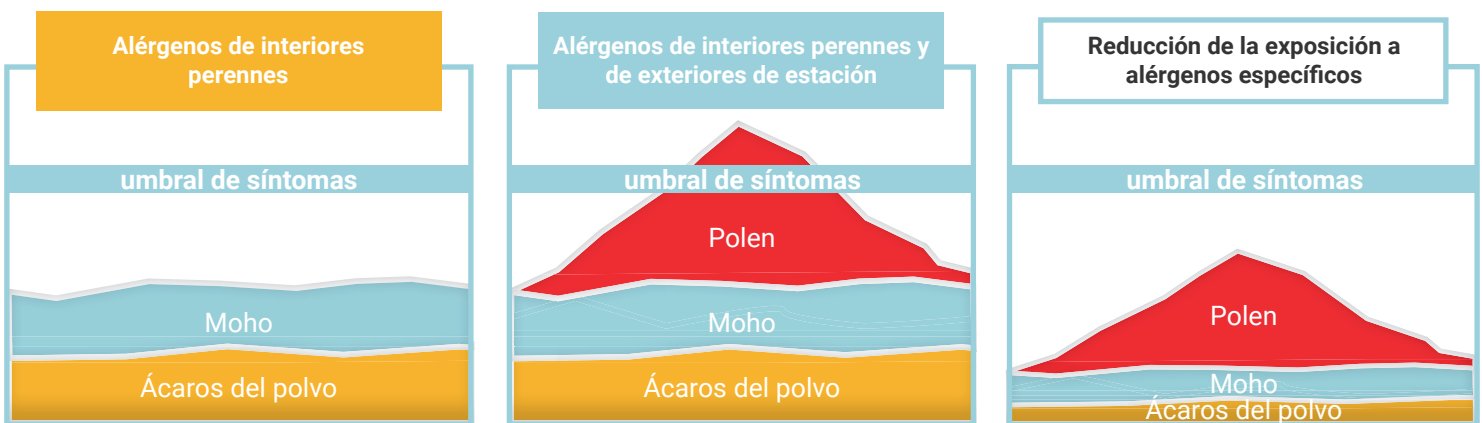 Alérgenos de interiores
perennes
umbral de síntomas
Moho
Ácaros del polvo
Alérgenos de interiores perennes y
de exteriores de estación
umbral de síntomas
Polen
Moho
Ácaros del polvo
Reducción de la exposición a
alérgenos específicos
umbral de síntomas
Polen
Moho
Ácaros del polvo